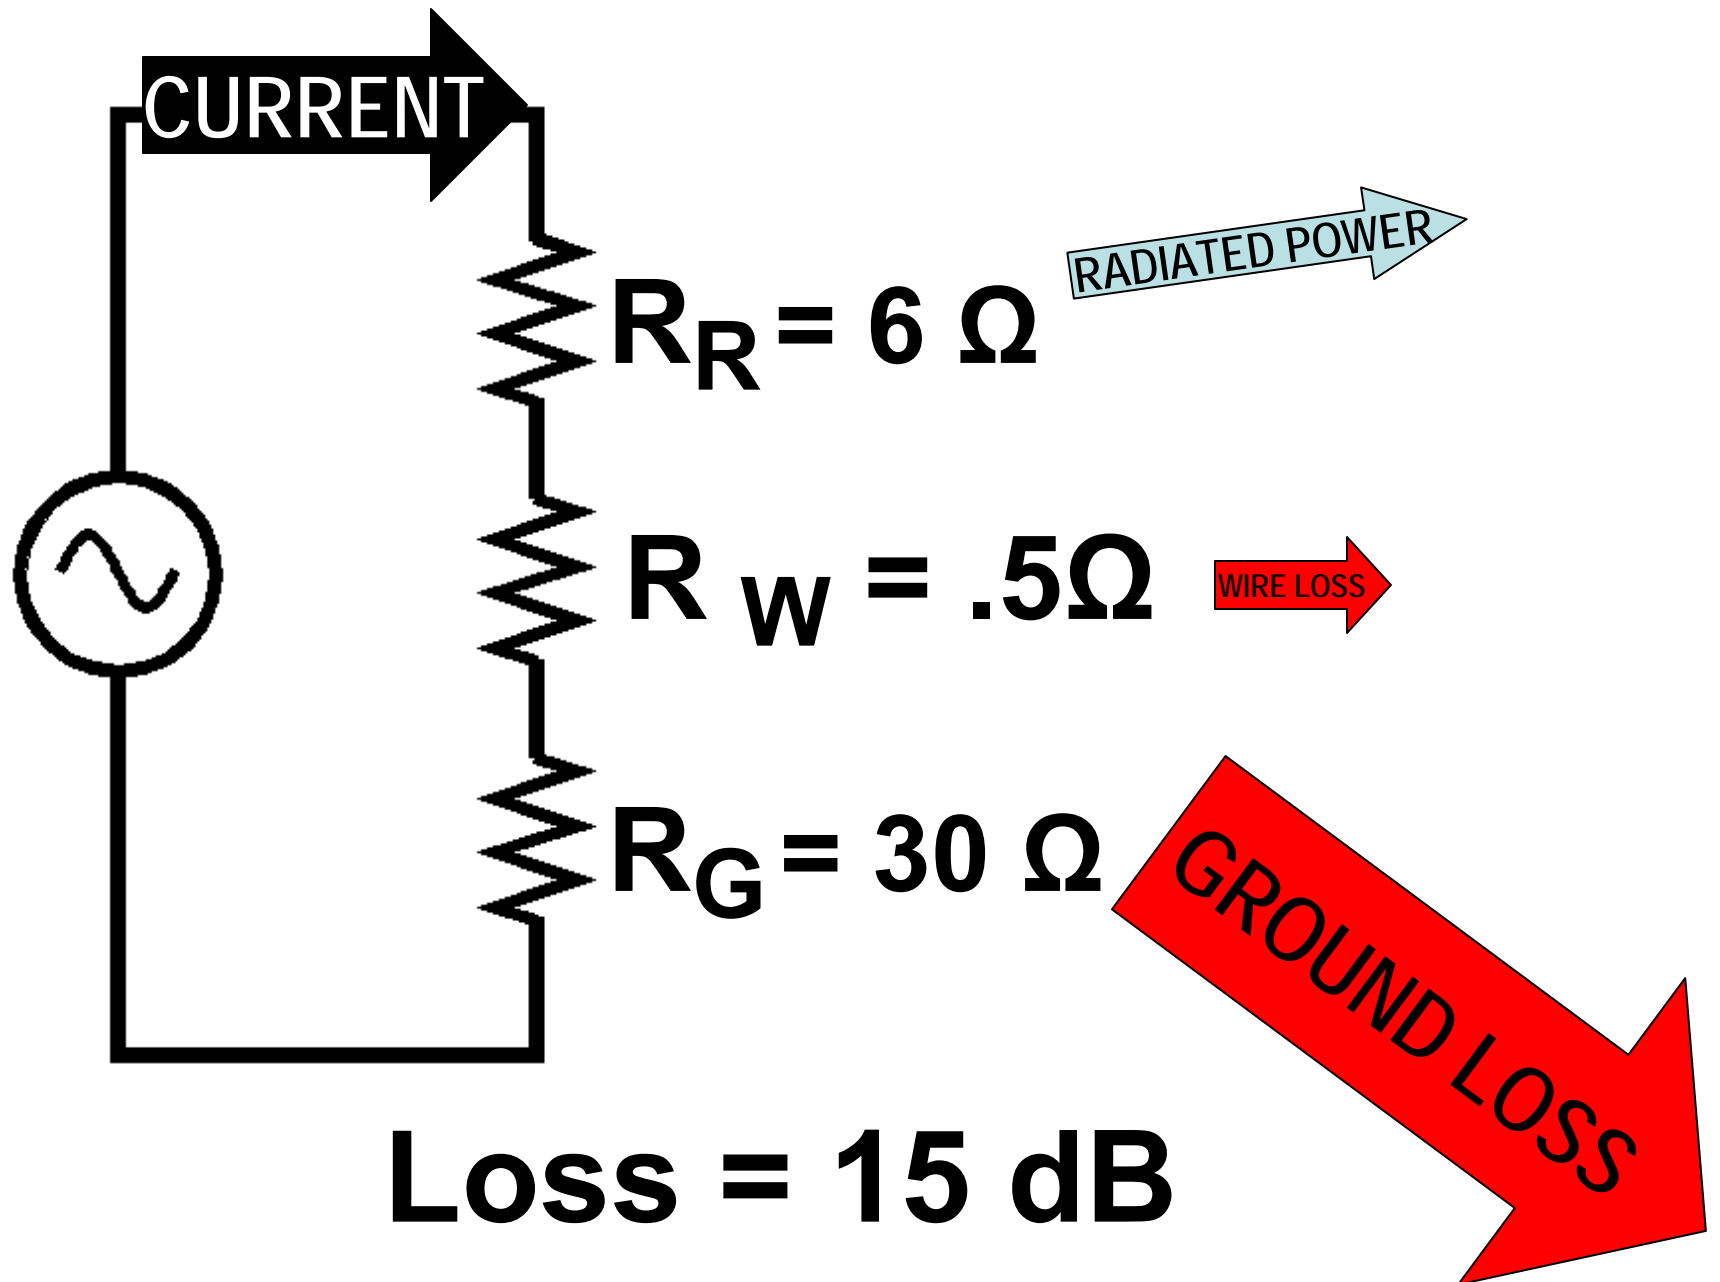 CURRENT
RADIATED POWER
RR = 6 Ω
R W = .5Ω
WIRE LOSS
RG = 30 Ω
GROUND LOSS
Loss = 15 dB